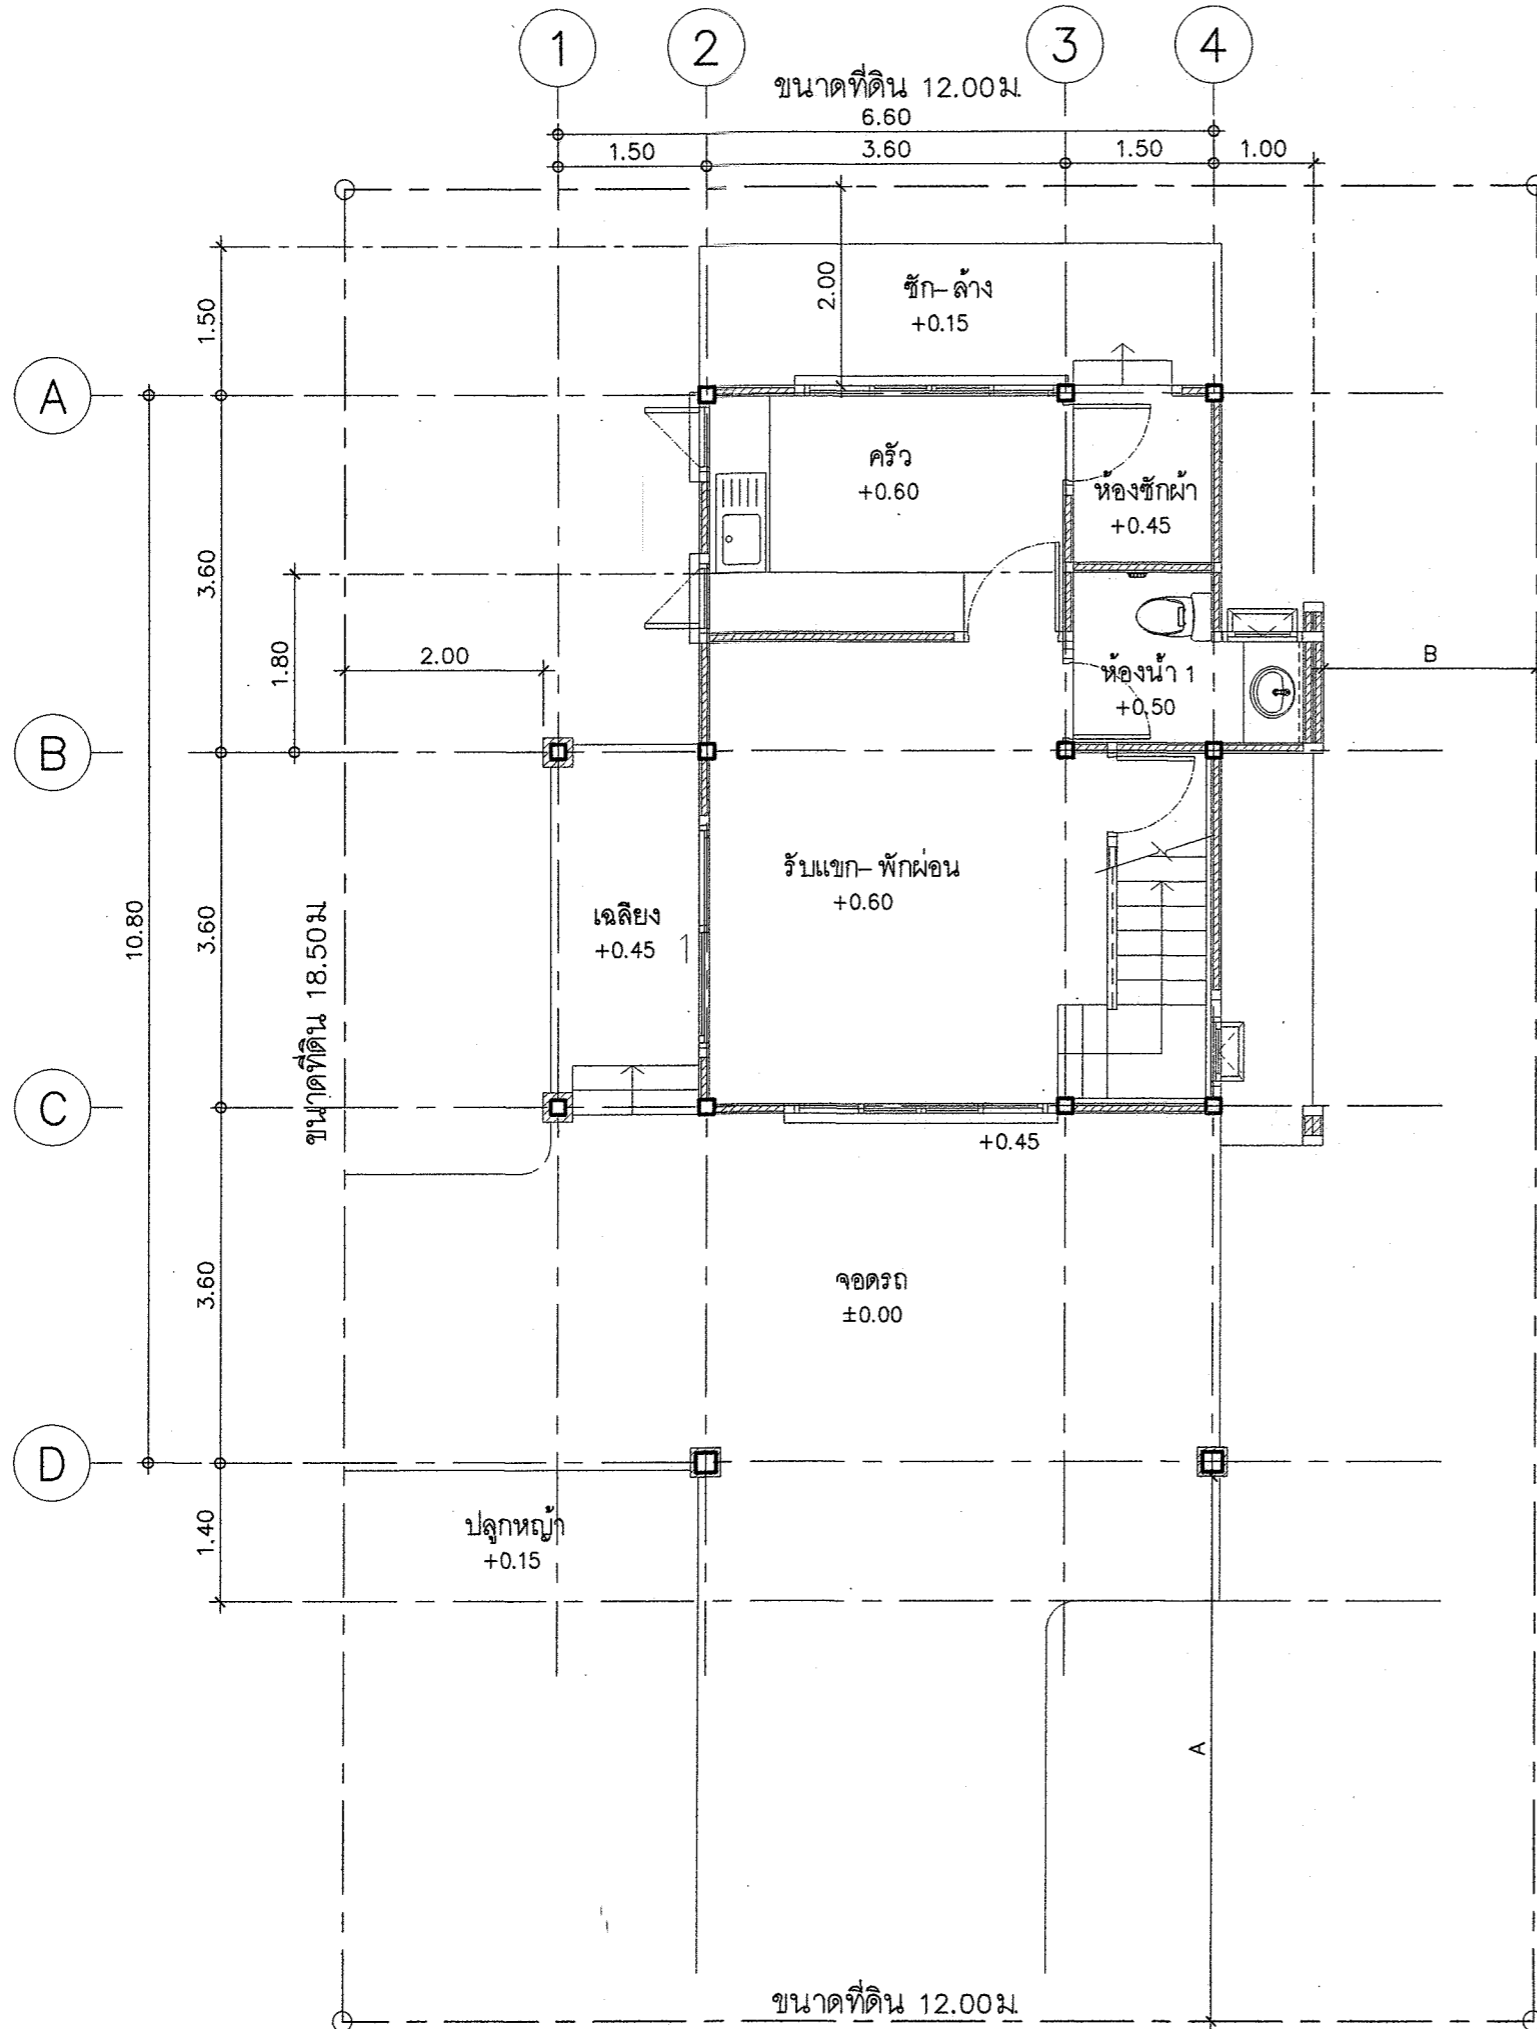 1
2
3
4
ขนาดที่ดิน 12.00ม.
6.60
1.50
3.60
1.50
1.00
1.50
2.00
ซัก-ล้าง
+0.15
A
ครัว
+0.60
ห้องซักผ้า
+0.45
3.60
1.80
2.00
ห้องน้ำ 1
+0.50
B
B
รับแขก-พักผ่อน
+0.60
เฉลียง
+0.45
10.80
3.60
ขนาดที่ดิน 18.50ม.
C
+0.45
จอดรถ
±0.00
3.60
D
ปลูกหญ้า
+0.15
1.40
A
ขนาดที่ดิน 12.00ม.